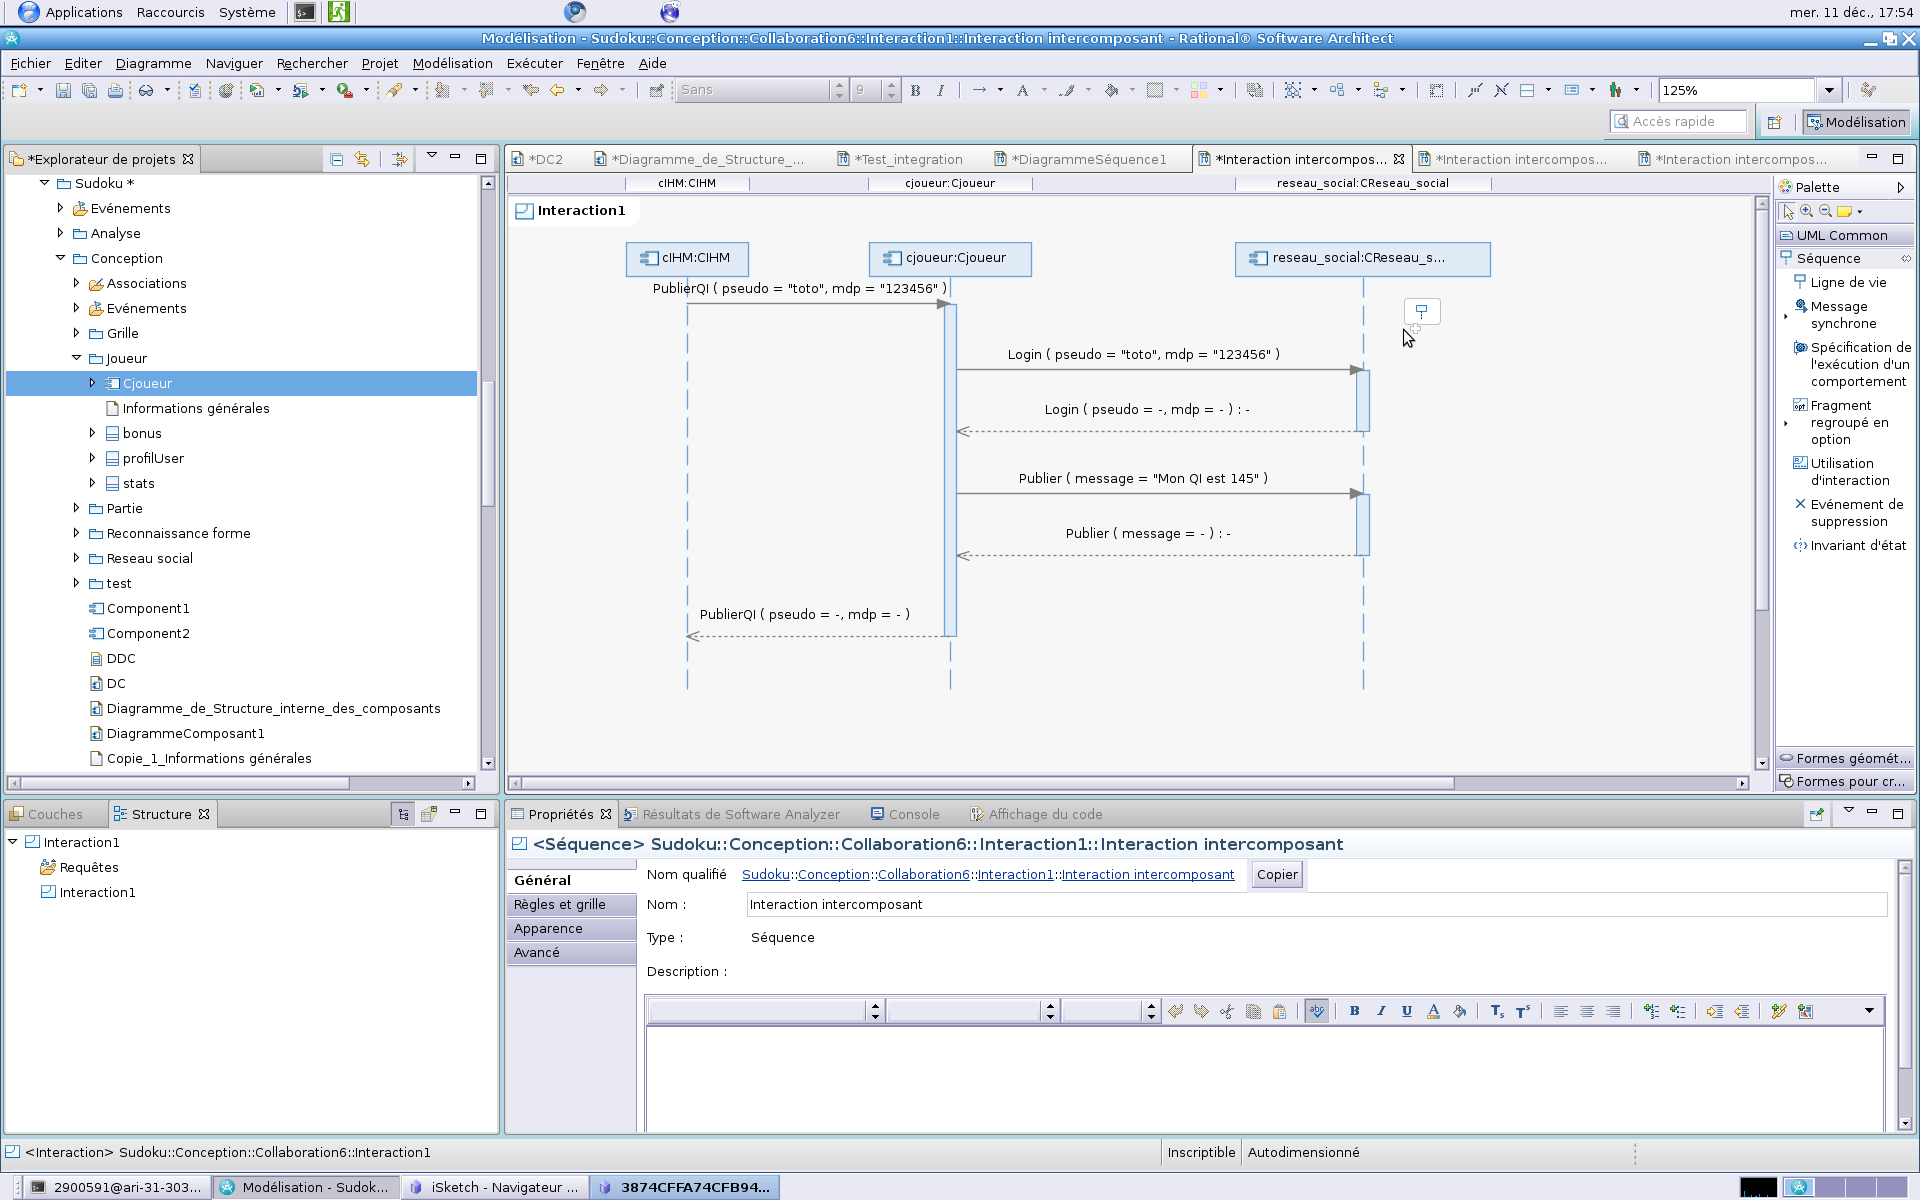 Applications Raccourcis Système mer. 11 déc., 17:54
Modélisation - Sudoku::Conception::Collaboration6::Interaction1::Interaction intercomposant - Rational® Software Architect
Fichier Editer Diagramme Naviguer Rechercher Projet Modélisation Exécuter Fenêtre Aide
Sans 9 B I A 125%
Accès rapide Modélisation
*Explorateur de projets
Sudoku *
Evénements
Analyse
Conception
Associations
Evénements
Grille
Joueur
Cjoueur
Informations générales
bonus
profilUser
stats
Partie
Reconnaissance forme
Reseau social
test
Component1
Component2
DDC
DC
Diagramme_de_Structure_interne_des_composants
DiagrammeComposant1
Copie_1_Informations générales
*DC2 *Diagramme_de_Structure_... *Test_integration *DiagrammeSéquence1 *Interaction intercompos... *Interaction intercompos... *Interaction intercompos...
cIHM:CIHM cjoueur:Cjoueur reseau_social:CReseau_social
Interaction1
cIHM:CIHM cjoueur:Cjoueur reseau_social:CReseau_s...
PublierQI ( pseudo = "toto", mdp = "123456" )
Login ( pseudo = "toto", mdp = "123456" )
Login ( pseudo = -, mdp = - ) : -
Publier ( message = "Mon QI est 145" )
Publier ( message = - ) : -
PublierQI ( pseudo = -, mdp = - )
Palette
UML Common
Séquence
Ligne de vie
Message
synchrone
Spécification de
l'exécution d'un
comportement
Fragment
regroupé en
option
Utilisation
d'interaction
Evénement de
suppression
Invariant d'état
Formes géomét...
Formes pour cr...
Couches Structure
Interaction1
Requêtes
Interaction1
Propriétés Résultats de Software Analyzer Console Affichage du code
<Séquence> Sudoku::Conception::Collaboration6::Interaction1::Interaction intercomposant
Général
Règles et grille
Apparence
Avancé
Nom qualifié Sudoku::Conception::Collaboration6::Interaction1::Interaction intercomposant Copier
Nom : Interaction intercomposant
Type : Séquence
Description :
abc B I U A Ts Ts
<Interaction> Sudoku::Conception::Collaboration6::Interaction1 Inscriptible Autodimensionné
2900591@ari-31-303... Modélisation - Sudok... iSketch - Navigateur ... 3874CFFA74CFB94...